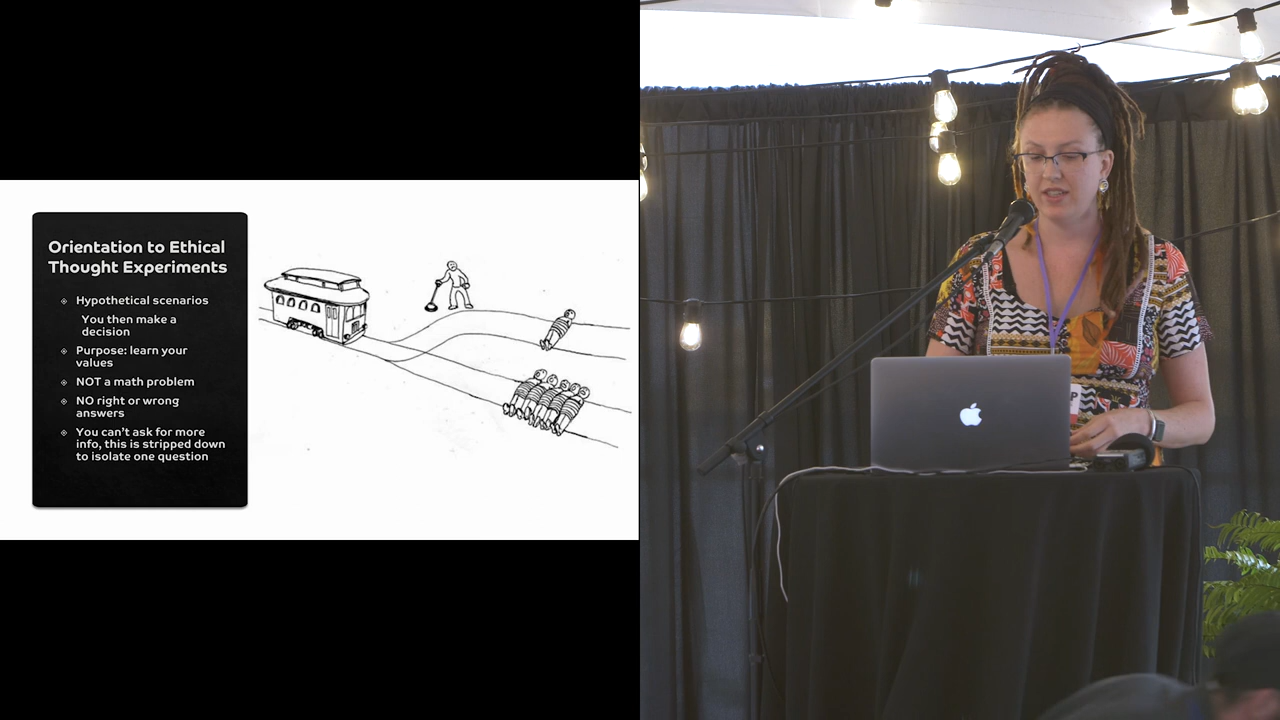 Orientation to Ethical
Thought Experiments
Hypothetical scenarios
You then make a
decision
Purpose: learn your
values
NOT a math problem
NO right or wrong
answers
You can't ask for more
info, this is stripped down
to isolate one question
P